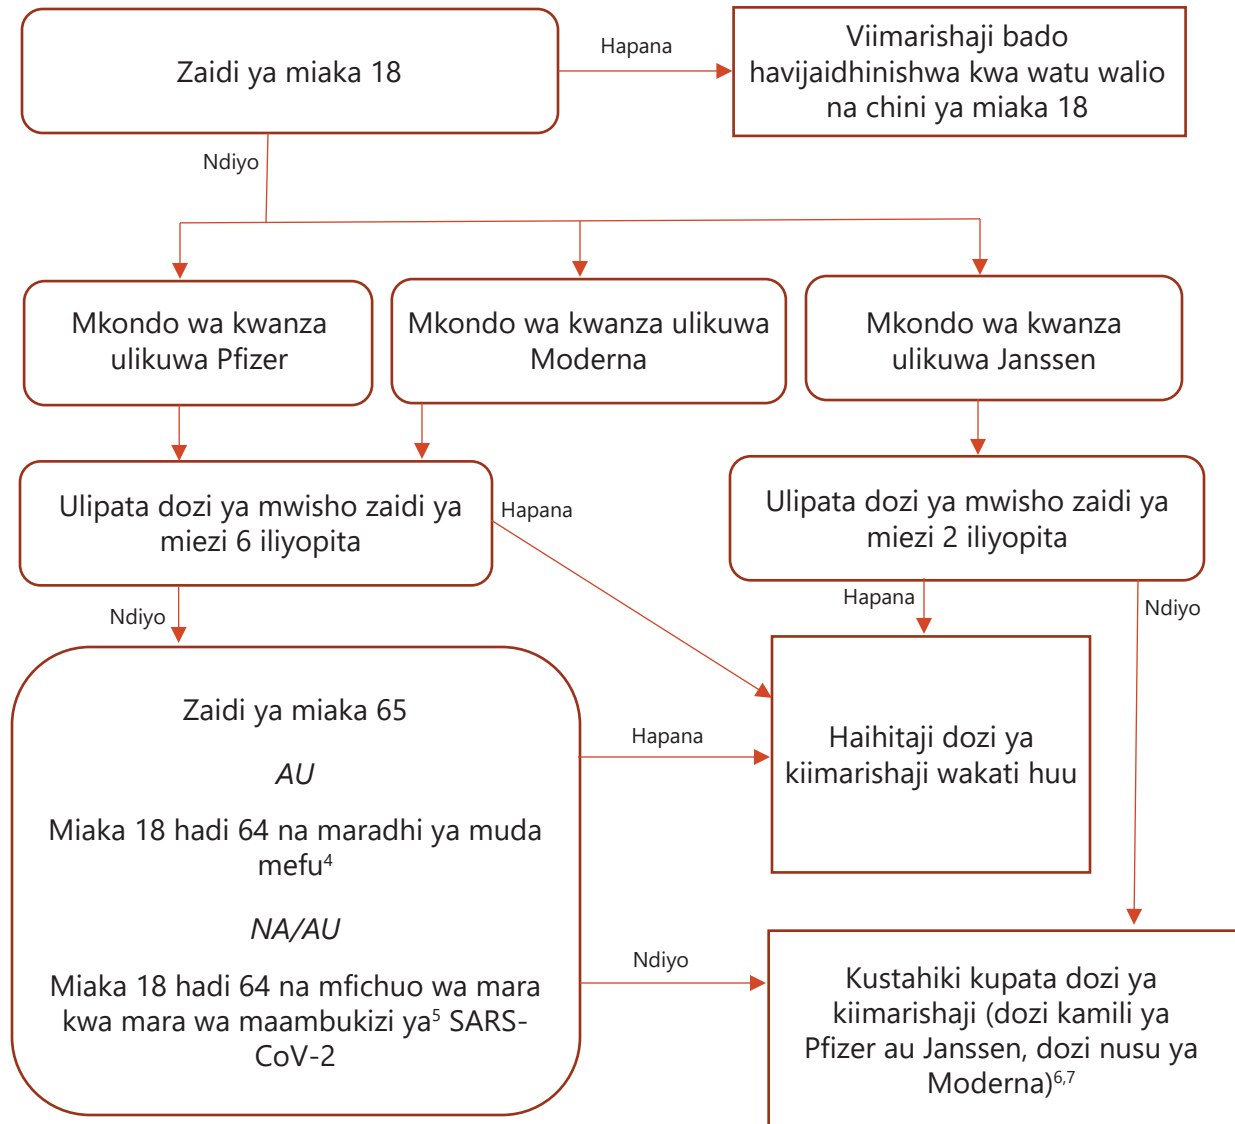 Zaidi ya miaka 18
Hapana
Viimarishaji bado
havijaidhinishwa kwa watu walio
na chini ya miaka 18
Ndiyo
Mkondo wa kwanza
ulikuwa Pfizer
Mkondo wa kwanza ulikuwa
Moderna
Mkondo wa kwanza
ulikuwa Janssen
Ulipata dozi ya mwisho zaidi ya
miezi 6 iliyopita
Hapana
Ulipata dozi ya mwisho zaidi ya
miezi 2 iliyopita
Hapana
Ndiyo
Ndiyo
Zaidi ya miaka 65
AU
Miaka 18 hadi 64 na maradhi ya muda
mefu⁴
NA/AU
Miaka 18 hadi 64 na mfichuo wa mara
kwa mara wa maambukizi ya⁵ SARS-
CoV-2
Hapana
Haihitaji dozi ya
kiimarishaji wakati huu
Ndiyo
Kustahiki kupata dozi ya
kiimarishaji (dozi kamili ya
Pfizer au Janssen, dozi nusu ya
Moderna)⁶,⁷